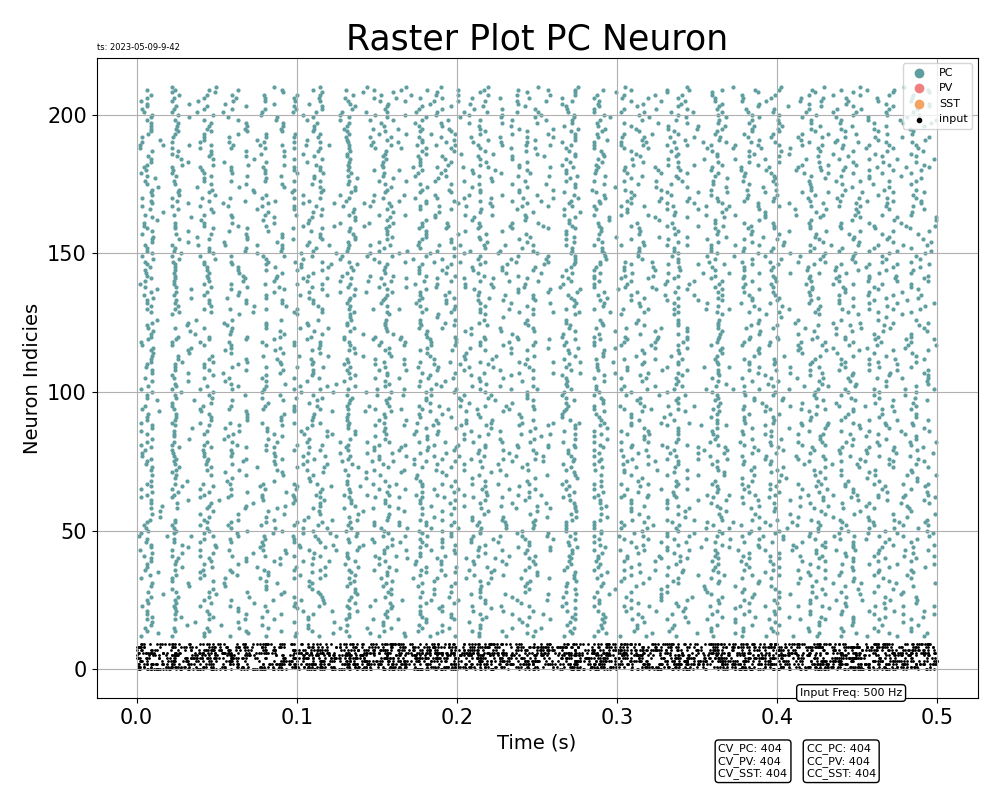 Raster Plot PC Neuron
ts: 2023-05-09-9-42
PC
PV
SST
input
200
150
100
50
0
Neuron Indicies
0.0 0.1 0.2 0.3 0.4 0.5
Time (s)
Input Freq: 500 Hz
CV_PC: 404
CV_PV: 404
CV_SST: 404
CC_PC: 404
CC_PV: 404
CC_SST: 404